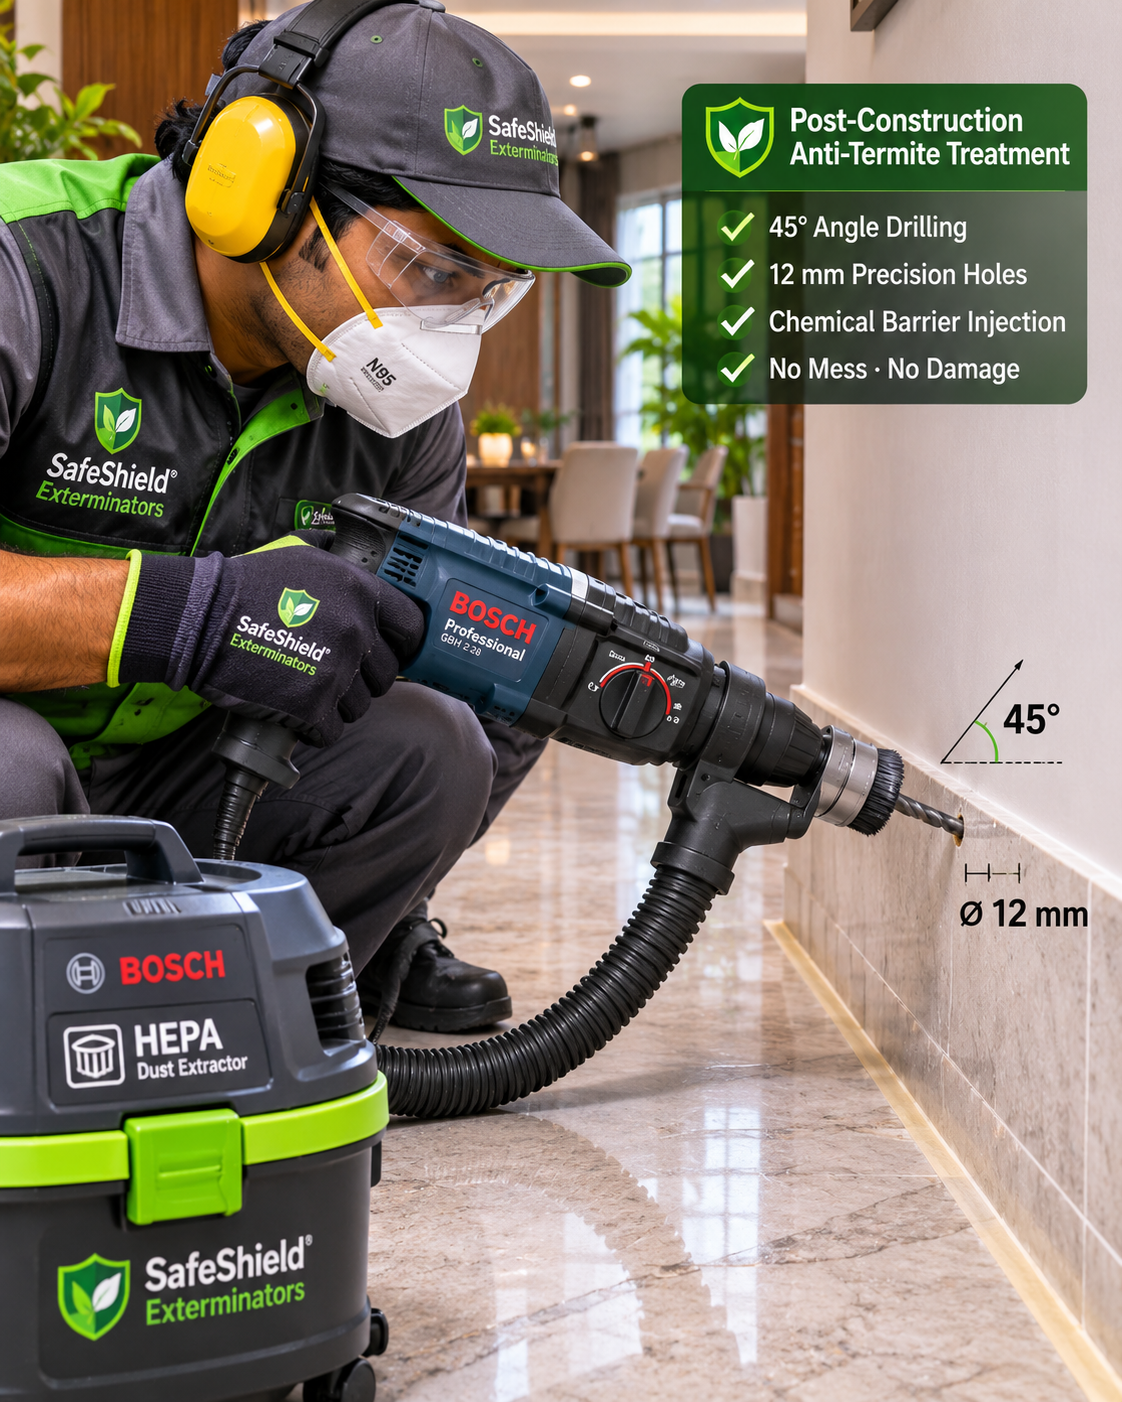 SafeShield
Exterminators
Post-Construction
Anti-Termite Treatment
45° Angle Drilling
12 mm Precision Holes
Chemical Barrier Injection
No Mess · No Damage
N95
SafeShield®
Exterminators
BOSCH
Professional
GBH 228
SafeShield®
Exterminators
45°
Ø 12 mm
BOSCH
HEPA
Dust Extractor
SafeShield®
Exterminators